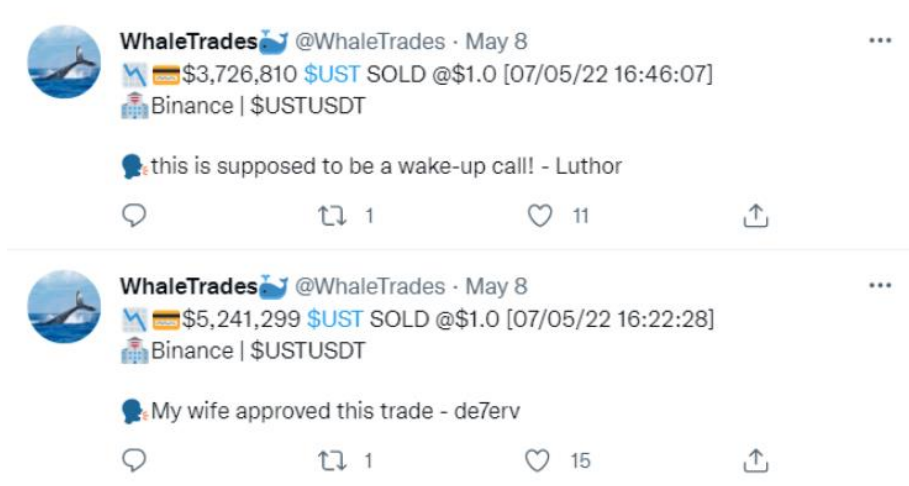 WhaleTrades🐳 @WhaleTrades · May 8
📉💳$3,726,810 $UST SOLD @$1.0 [07/05/22 16:46:07]
🏦Binance | $USTUSDT
🗣️this is supposed to be a wake-up call! - Luthor
1 11
WhaleTrades🐳 @WhaleTrades · May 8
📉💳$5,241,299 $UST SOLD @$1.0 [07/05/22 16:22:28]
🏦Binance | $USTUSDT
🗣️My wife approved this trade - de7erv
1 15